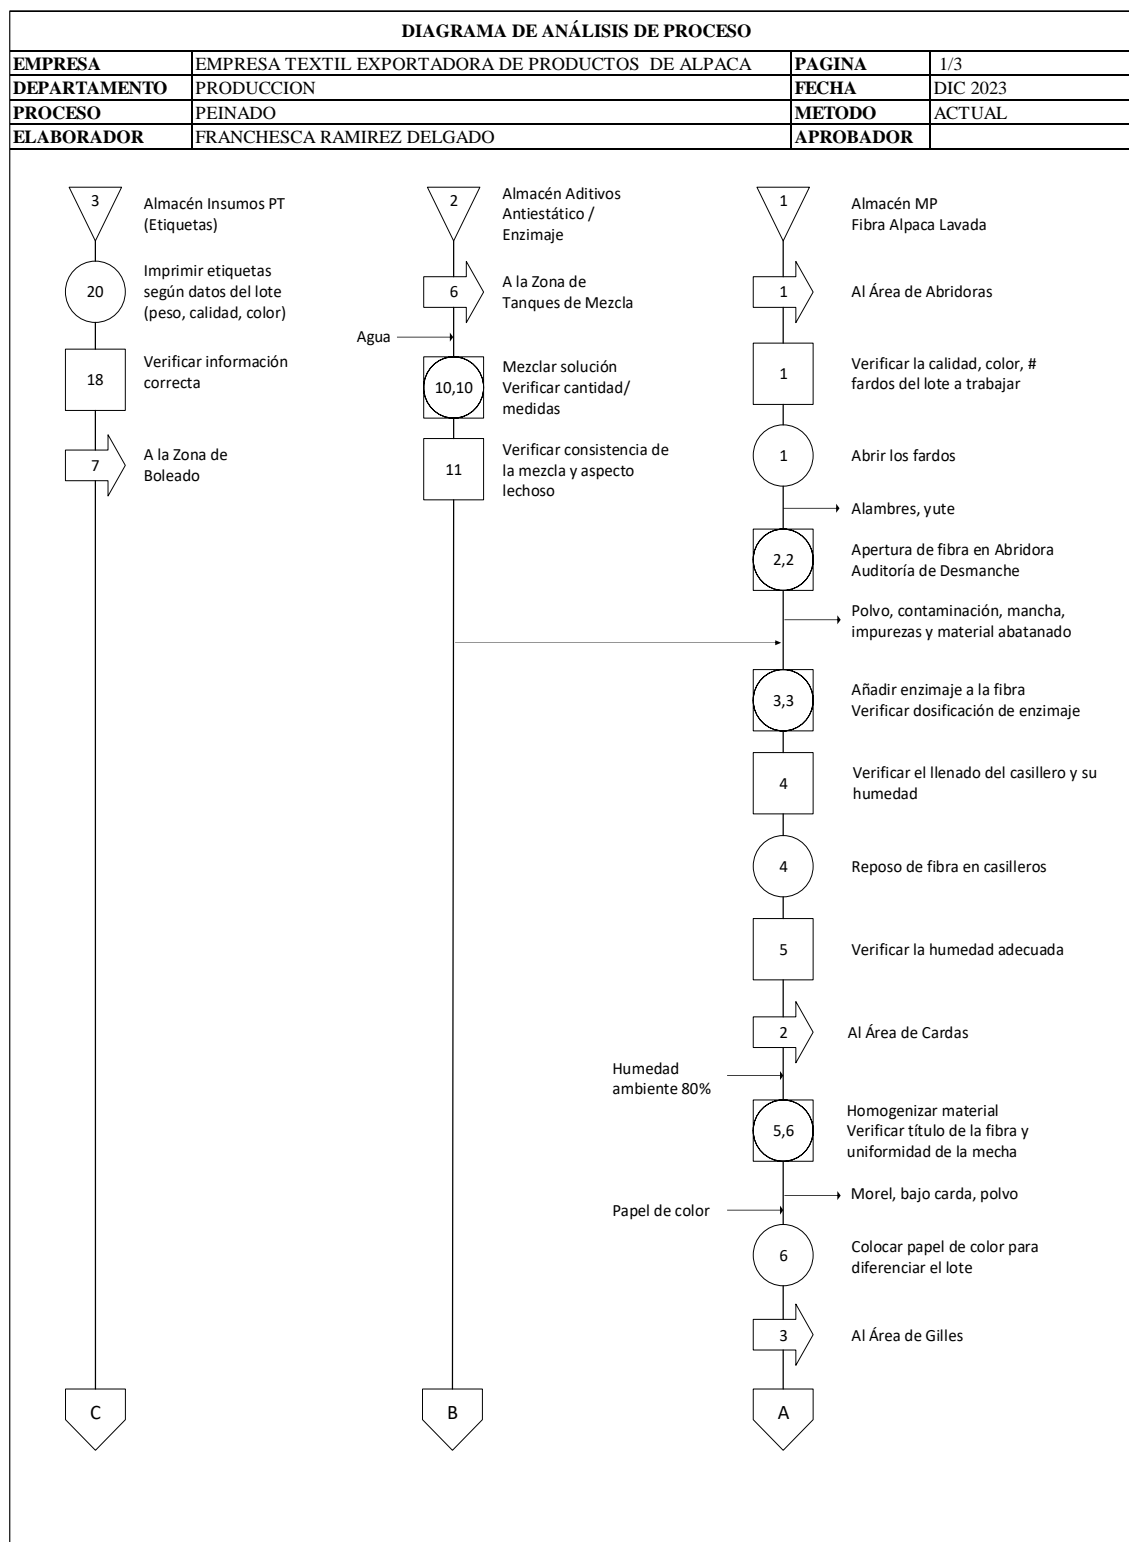 DIAGRAMA DE ANÁLISIS DE PROCESO
EMPRESA EMPRESA TEXTIL EXPORTADORA DE PRODUCTOS DE ALPACA PAGINA 1/3
DEPARTAMENTO PRODUCCION FECHA DIC 2023
PROCESO PEINADO METODO ACTUAL
ELABORADOR FRANCHESCA RAMIREZ DELGADO APROBADOR
3
Almacén Insumos PT
(Etiquetas)
20
Imprimir etiquetas
según datos del lote
(peso, calidad, color)
18
Verificar información
correcta
7
A la Zona de
Boleado
C
2
Almacén Aditivos
Antiestático /
Enzimaje
6
A la Zona de
Tanques de Mezcla
Agua
10,10
Mezclar solución
Verificar cantidad/
medidas
11
Verificar consistencia de
la mezcla y aspecto
lechoso
B
1
Almacén MP
Fibra Alpaca Lavada
1
Al Área de Abridoras
1
Verificar la calidad, color, #
fardos del lote a trabajar
1
Abrir los fardos
Alambres, yute
2,2
Apertura de fibra en Abridora
Auditoría de Desmanche
Polvo, contaminación, mancha,
impurezas y material abatanado
3,3
Añadir enzimaje a la fibra
Verificar dosificación de enzimaje
4
Verificar el llenado del casillero y su
humedad
4
Reposo de fibra en casilleros
5
Verificar la humedad adecuada
2
Al Área de Cardas
Humedad
ambiente 80%
5,6
Homogenizar material
Verificar título de la fibra y
uniformidad de la mecha
Morel, bajo carda, polvo
Papel de color
6
Colocar papel de color para
diferenciar el lote
3
Al Área de Gilles
A